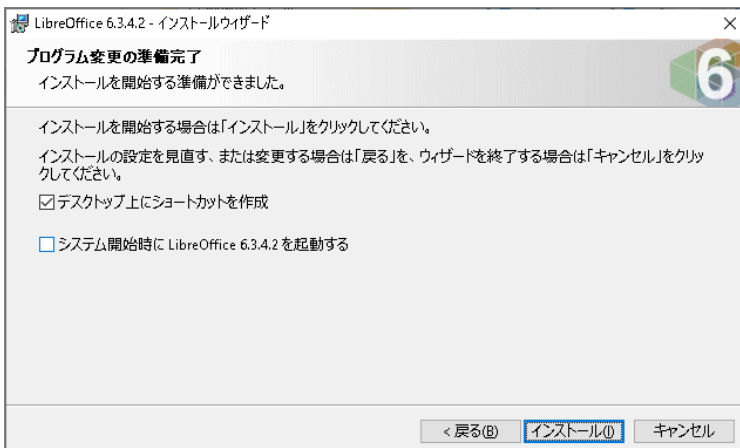 LibreOffice 6.3.4.2 - インストールウィザード
プログラム変更の準備完了
インストールを開始する準備ができました。
6
インストールを開始する場合は「インストール」をクリックしてください。
インストールの設定を見直す、または変更する場合は「戻る」を、ウィザードを終了する場合は「キャンセル」をクリッ
クしてください。
デスクトップ上にショートカットを作成
システム開始時に LibreOffice 6.3.4.2 を起動する
< 戻る(B)
インストール(I)
キャンセル